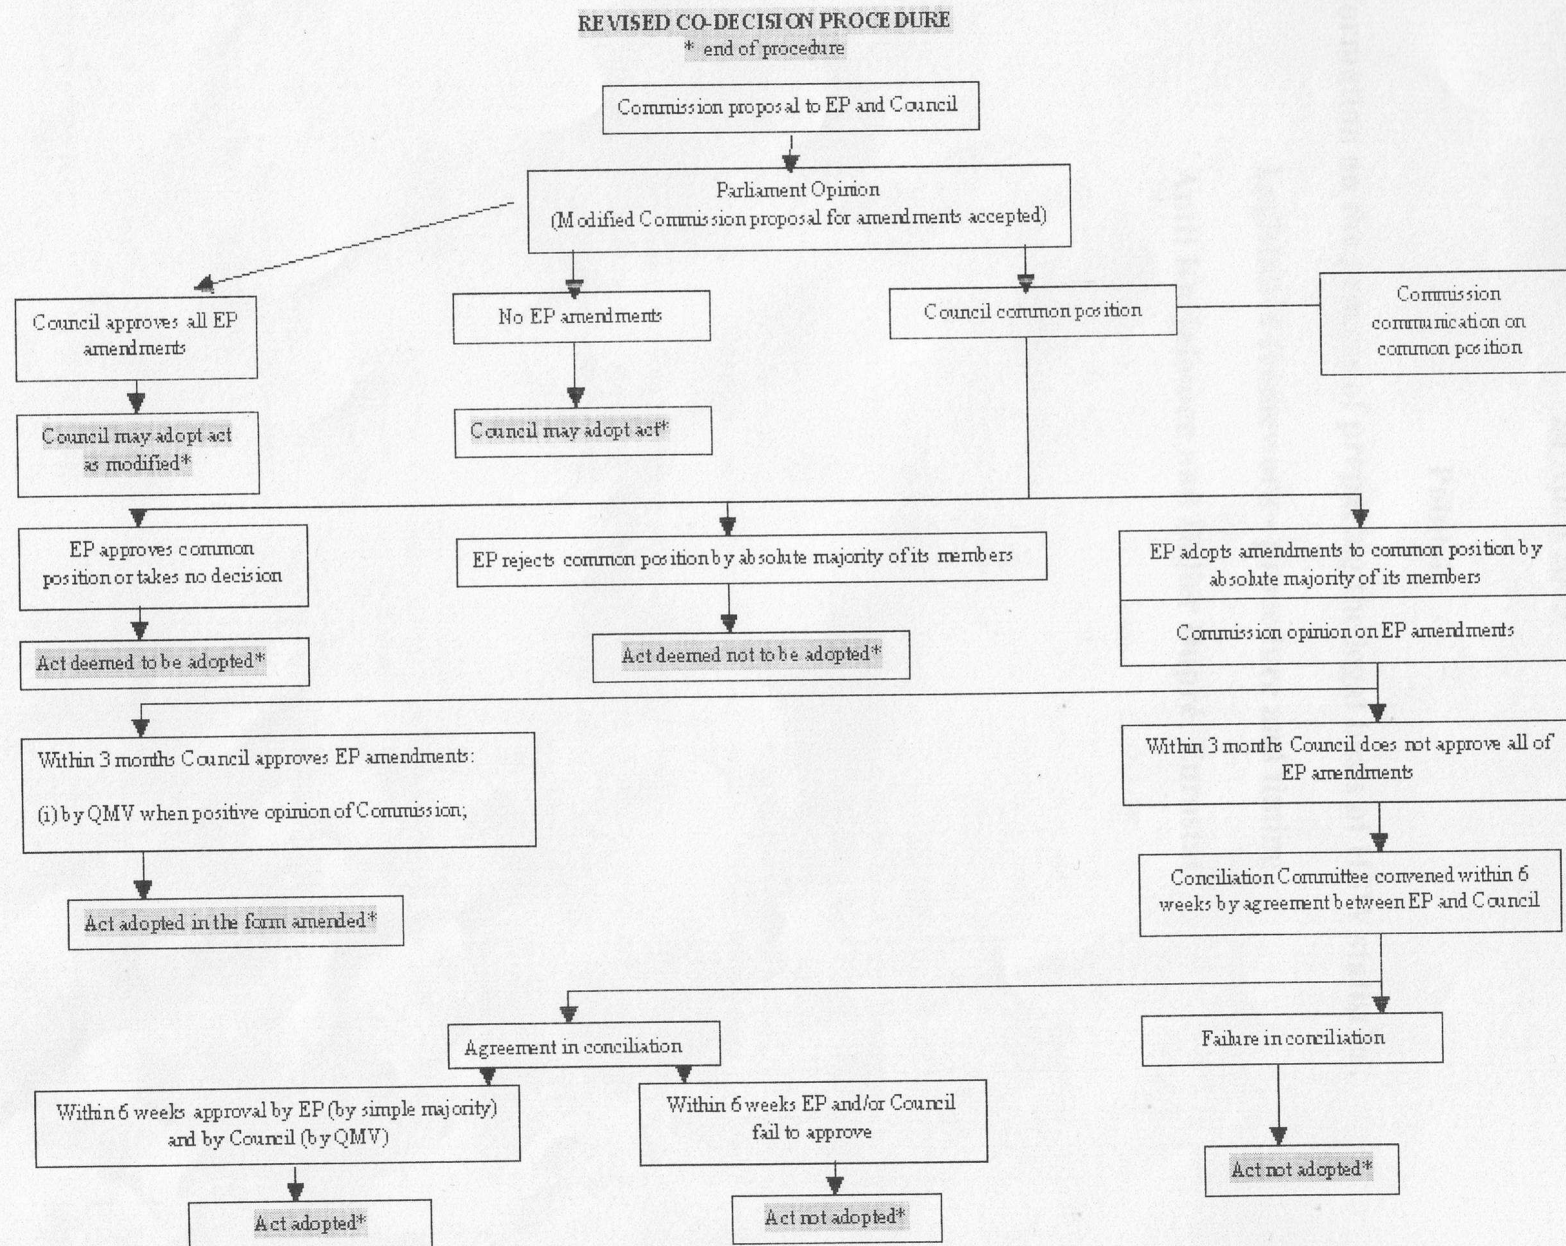 REVISED CO-DECISION PROCEDURE
* end of procedure
Commission proposal to EP and Council
Parliament Opinion
(Modified Commission proposal for amendments accepted)
Council approves all EP
amendments
No EP amendments
Council common position
Commission
communication on
common position
Council may adopt act
as modified*
Council may adopt act*
EP approves common
position or takes no decision
EP rejects common position by absolute majority of its members
EP adopts amendments to common position by
absolute majority of its members
Commission opinion on EP amendments
Act deemed to be adopted*
Act deemed not to be adopted*
Within 3 months Council approves EP amendments:
(i) by QMV when positive opinion of Commission;
Within 3 months Council does not approve all of
EP amendments
Act adopted in the form amended*
Conciliation Committee convened within 6
weeks by agreement between EP and Council
Agreement in conciliation
Failure in conciliation
Within 6 weeks approval by EP (by simple majority)
and by Council (by QMV)
Within 6 weeks EP and/or Council
fail to approve
Act not adopted*
Act adopted*
Act not adopted*